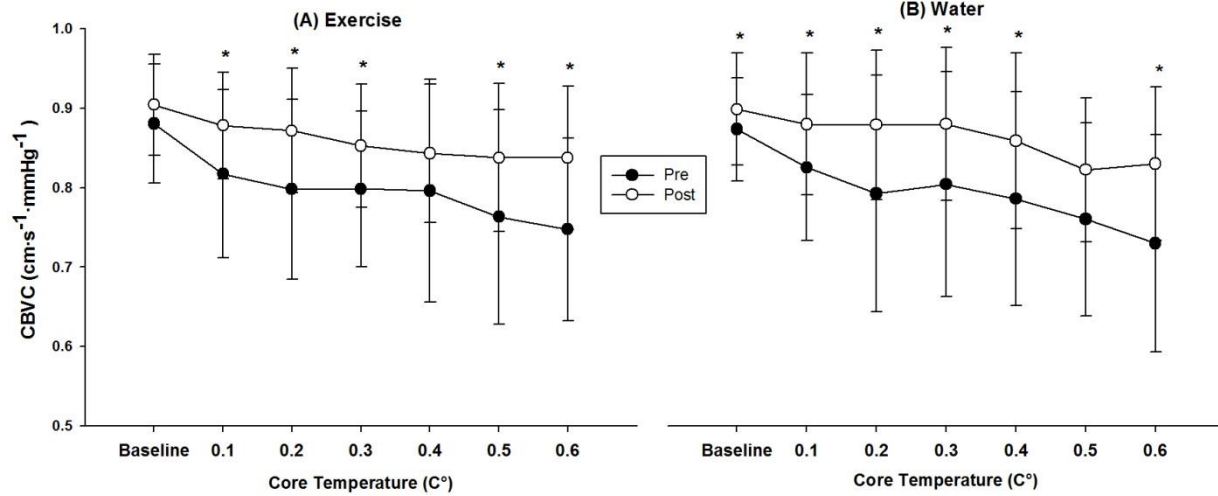 (A) Exercise
(B) Water
1.0
0.9
0.8
0.7
0.6
0.5
CBVC (cm·s⁻¹·mmHg⁻¹)
* * * * *
* * * * * *
Pre
Post
Baseline 0.1 0.2 0.3 0.4 0.5 0.6
Baseline 0.1 0.2 0.3 0.4 0.5 0.6
Core Temperature (C°)
Core Temperature (C°)